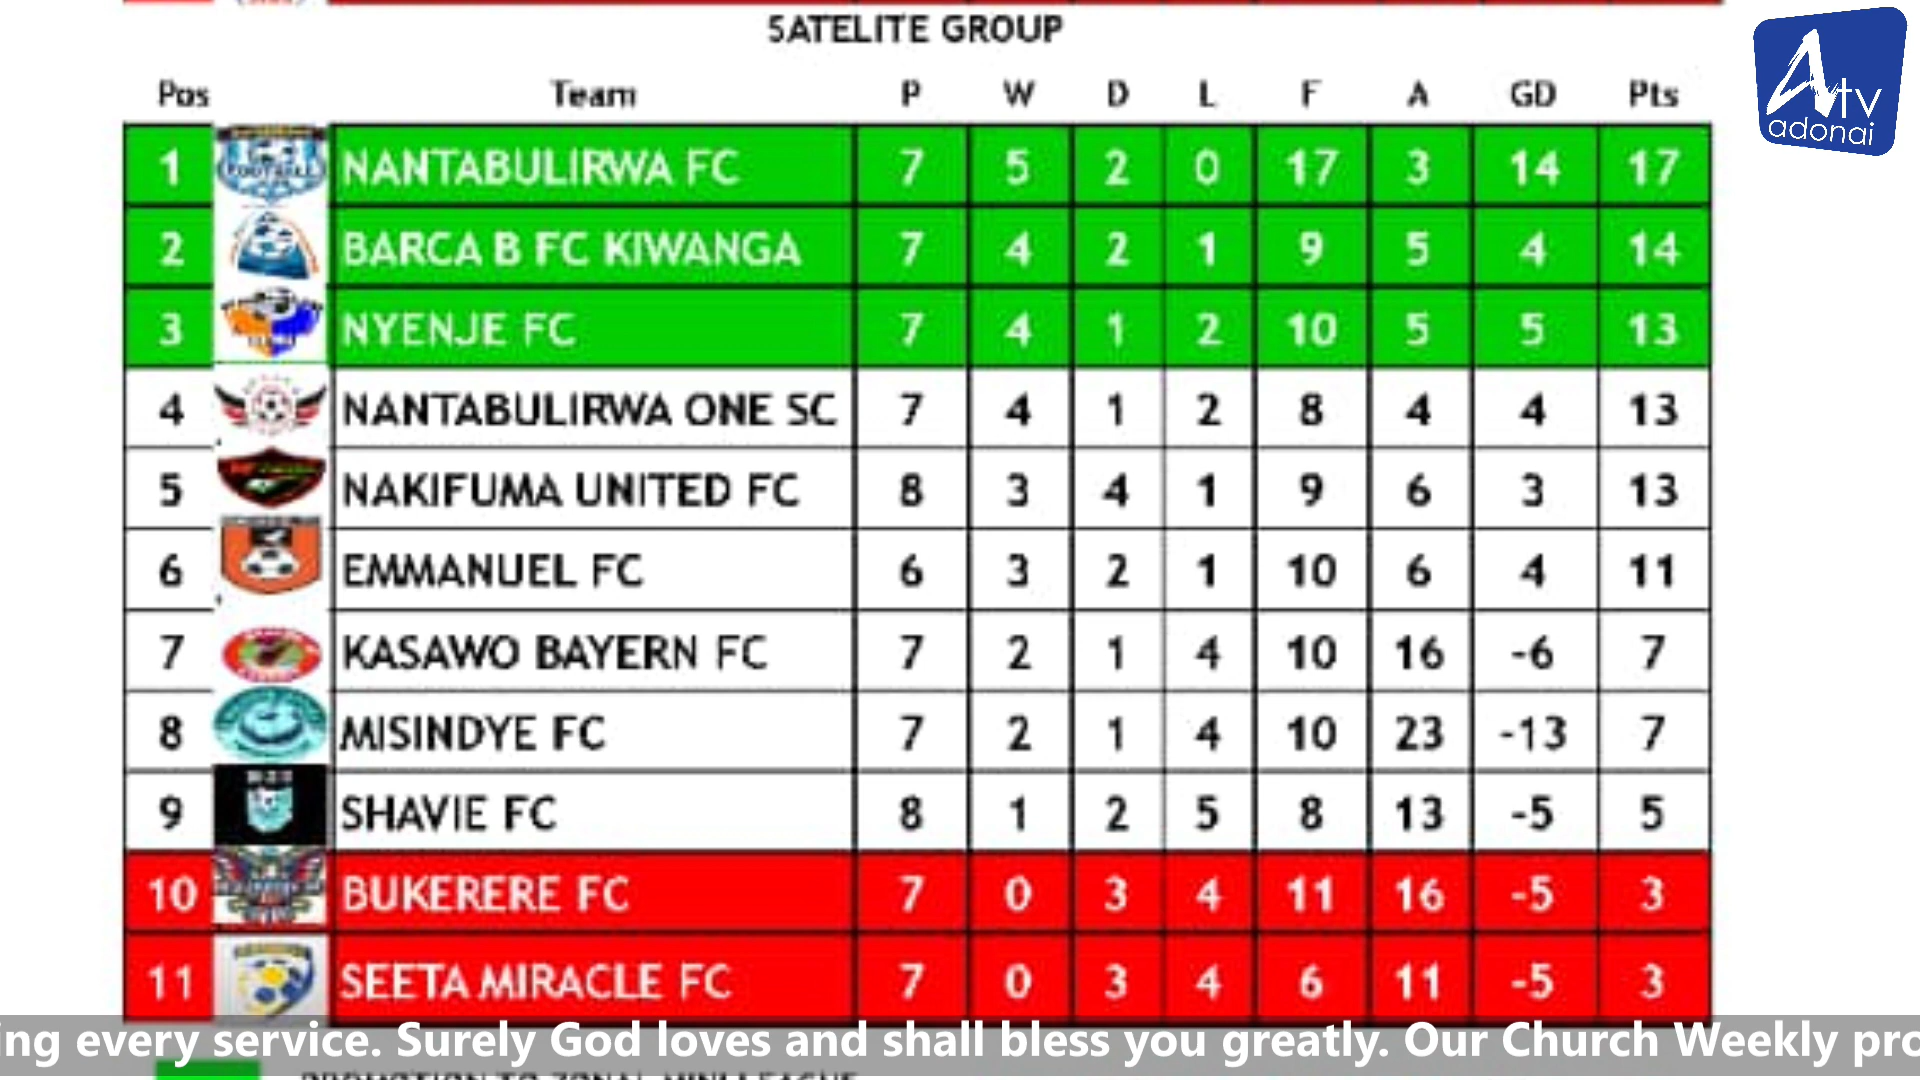 SATELITE GROUP
Pos Team P W D L F A GD Pts
1 NANTABULIRWA FC 7 5 2 0 17 3 14 17
2 BARCA B FC KIWANGA 7 4 2 1 9 5 4 14
3 NYENJE FC 7 4 1 2 10 5 5 13
4 NANTABULIRWA ONE SC 7 4 1 2 8 4 4 13
5 NAKIFUMA UNITED FC 8 3 4 1 9 6 3 13
6 EMMANUEL FC 6 3 2 1 10 6 4 11
7 KASAWO BAYERN FC 7 2 1 4 10 16 -6 7
8 MISINDYE FC 7 2 1 4 10 23 -13 7
9 SHAVIE FC 8 1 2 5 8 13 -5 5
10 BUKERERE FC 7 0 3 4 11 16 -5 3
11 SEETA MIRACLE FC 7 0 3 4 6 11 -5 3
ing every service. Surely God loves and shall bless you greatly. Our Church Weekly pro
PROMOTION TO ZONAL MINI LEAGUE
Atv
adonai